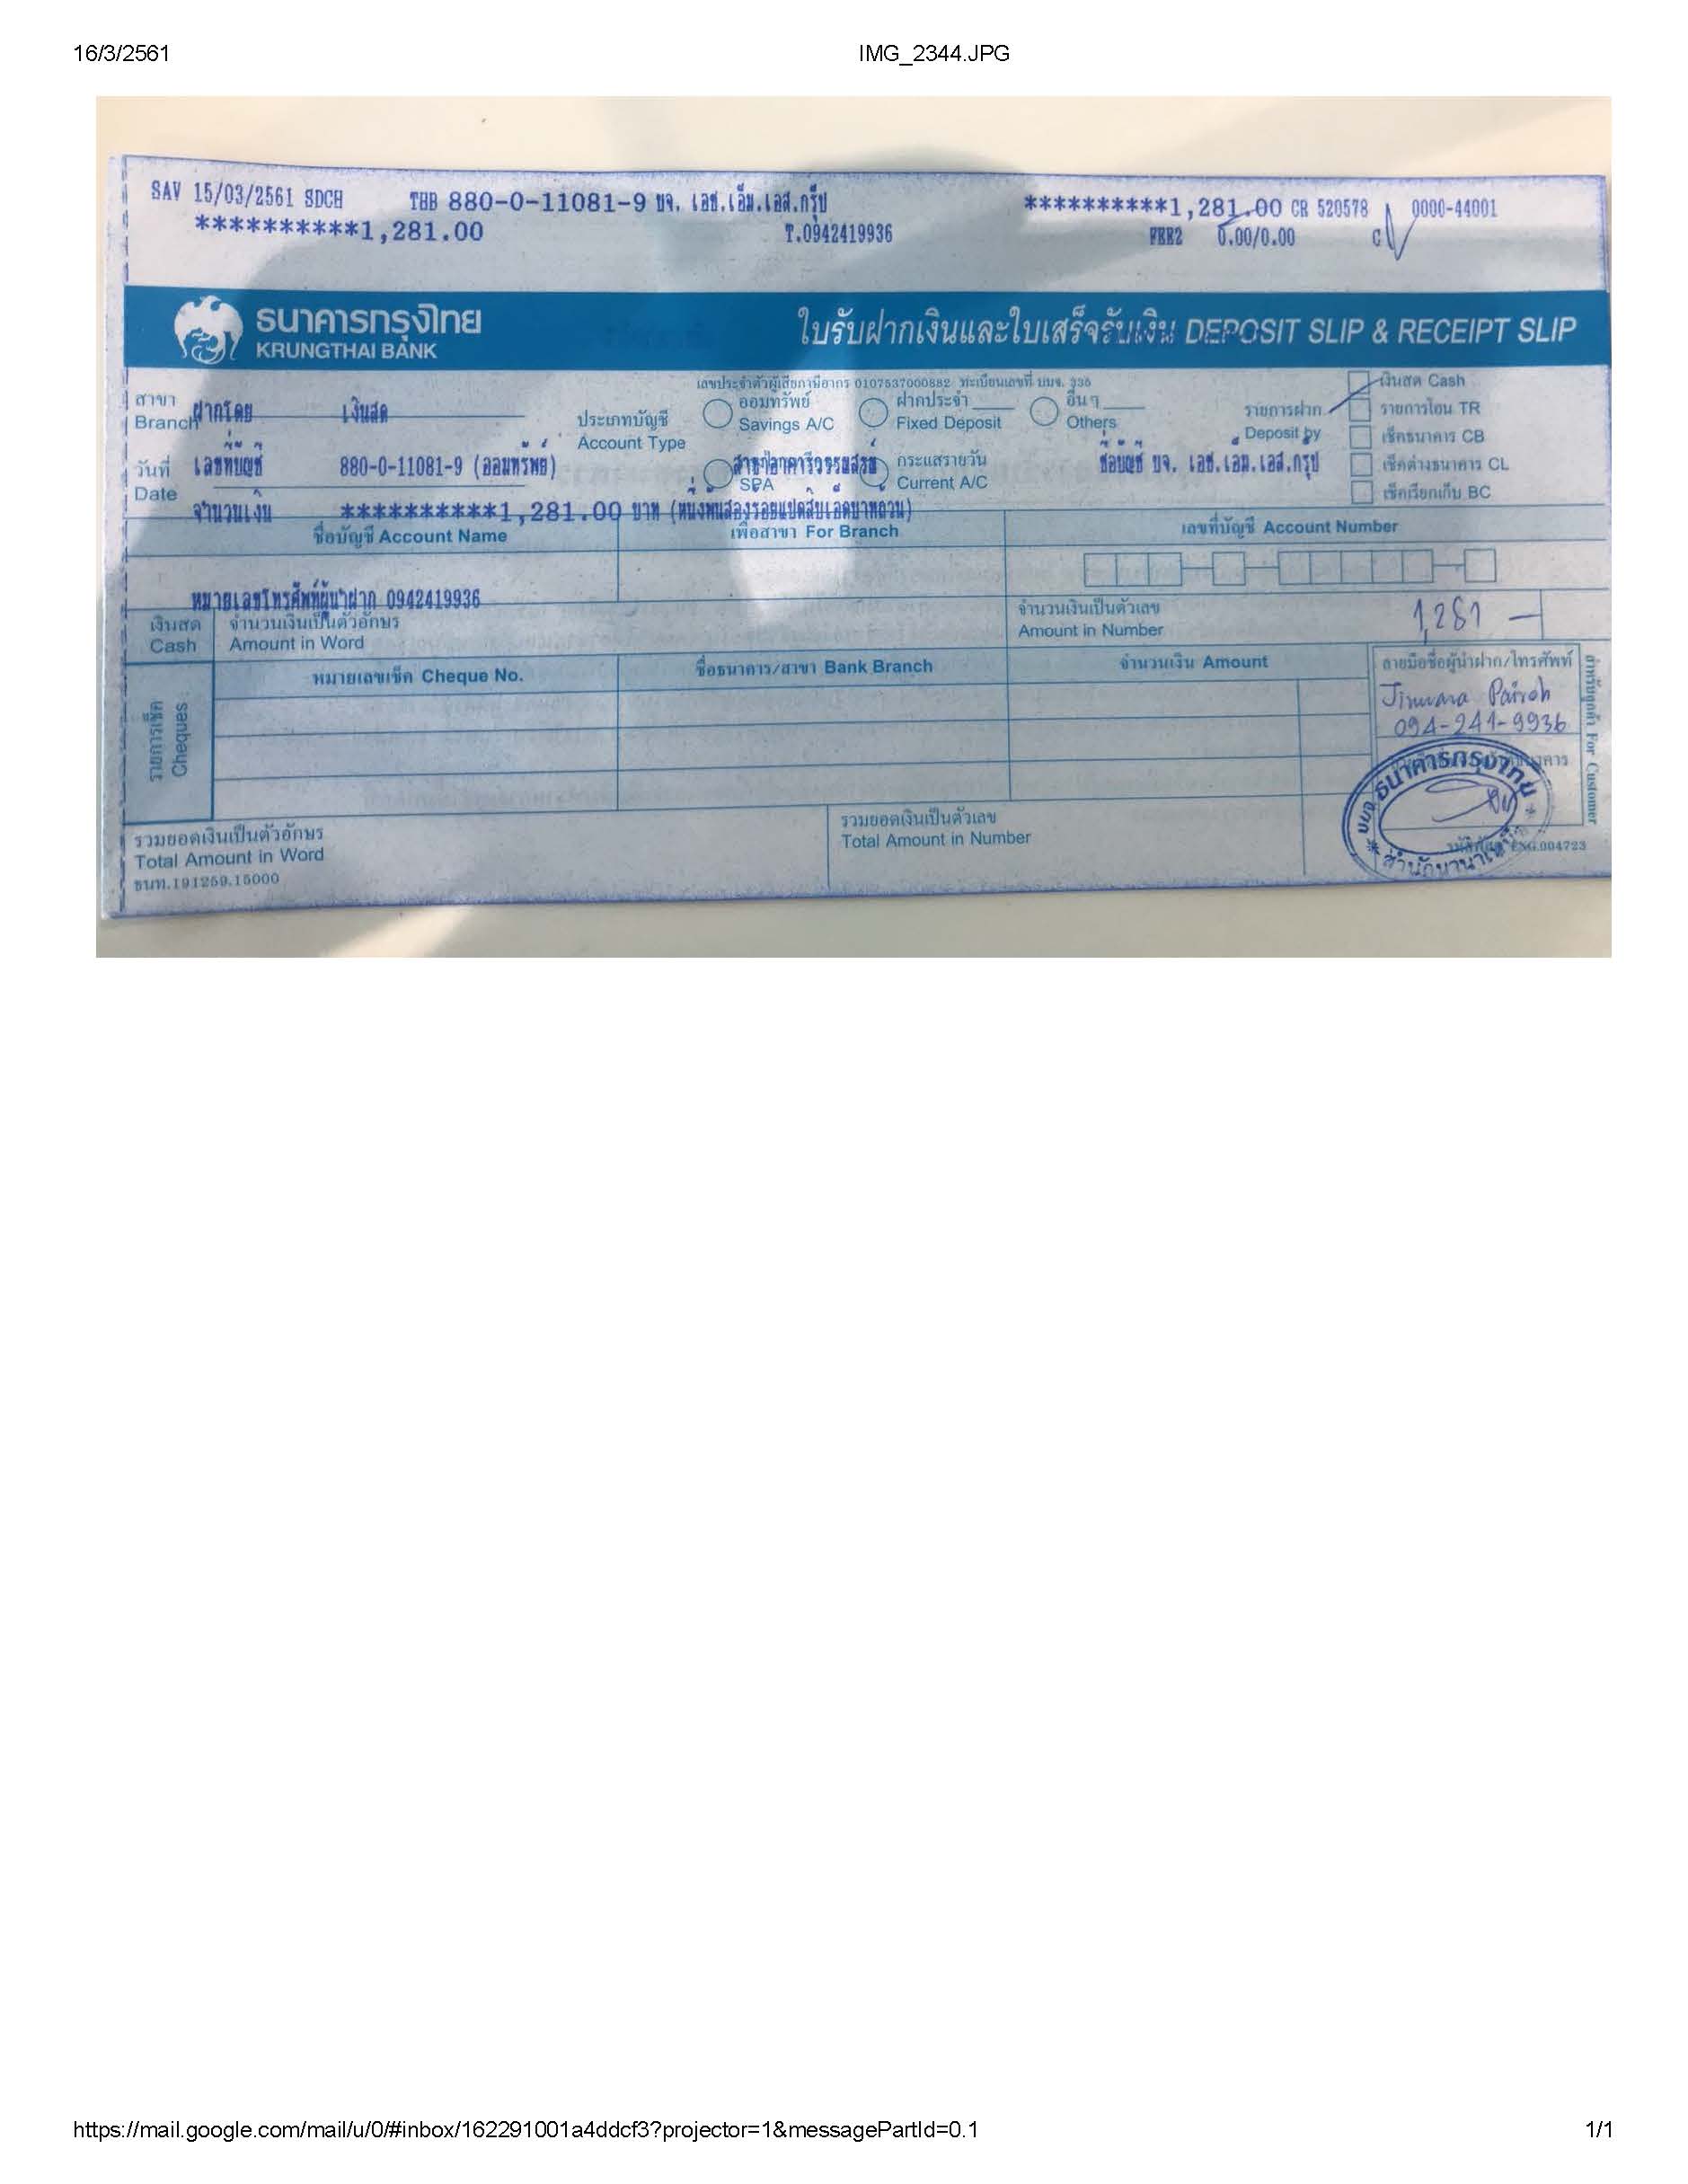 16/3/2561 IMG_2344.JPG
SAV 15/03/2561 SDCH THB 880-0-11081-9 บจ. เอช.เอ็ม.เอส.กรุ๊ป **********1,281.00 CR 520578 0000-44001
**********1,281.00 T.0942419936 FEE2 0.00/0.00 C
ธนาคารกรุงไทย
KRUNGTHAI BANK
ใบรับฝากเงินและใบเสร็จรับเงิน DEPOSIT SLIP & RECEIPT SLIP
เลขประจำตัวผู้เสียภาษีอากร 0107537000882 ทะเบียนเลขที่ บมจ. 335
สาขา
Branch
ฝากโดย เงินสด
ประเภทบัญชี
Account Type
ออมทรัพย์
Savings A/C
ฝากประจำ
Fixed Deposit
อื่นๆ
Others
รายการฝาก
Deposit by
เงินสด Cash
รายการโอน TR
เช็คธนาคาร CB
เช็คต่างธนาคาร CL
เช็คเรียกเก็บ BC
วันที่
Date
เลขที่บัญชี 880-0-11081-9 (ออมทรัพย์)
SPA
กระแสรายวัน
Current A/C
ชื่อบัญชี บจ. เอช.เอ็ม.เอส.กรุ๊ป
จำนวนเงิน **********1,281.00 บาท (หนึ่งพันสองร้อยแปดสิบเอ็ดบาทถ้วน)
ชื่อบัญชี Account Name เพื่อสาขา For Branch เลขที่บัญชี Account Number
หมายเลขโทรศัพท์ผู้นำฝาก 0942419936
เงินสด
Cash
จำนวนเงินเป็นตัวอักษร
Amount in Word
จำนวนเงินเป็นตัวเลข
Amount in Number
1,281 —
รายการเช็ค
Cheques
หมายเลขเช็ค Cheque No. ชื่อธนาคาร/สาขา Bank Branch จำนวนเงิน Amount
ลายมือชื่อผู้นำฝาก/โทรศัพท์
094-241-9936
สำหรับลูกค้า For Customer
บมจ ธนาคารกรุงไทย
รวมยอดเงินเป็นตัวอักษร
Total Amount in Word
รวมยอดเงินเป็นตัวเลข
Total Amount in Number
ENG.004723
ธนท.191259.15000
https://mail.google.com/mail/u/0/#inbox/162291001a4ddcf3?projector=1&messagePartId=0.1 1/1